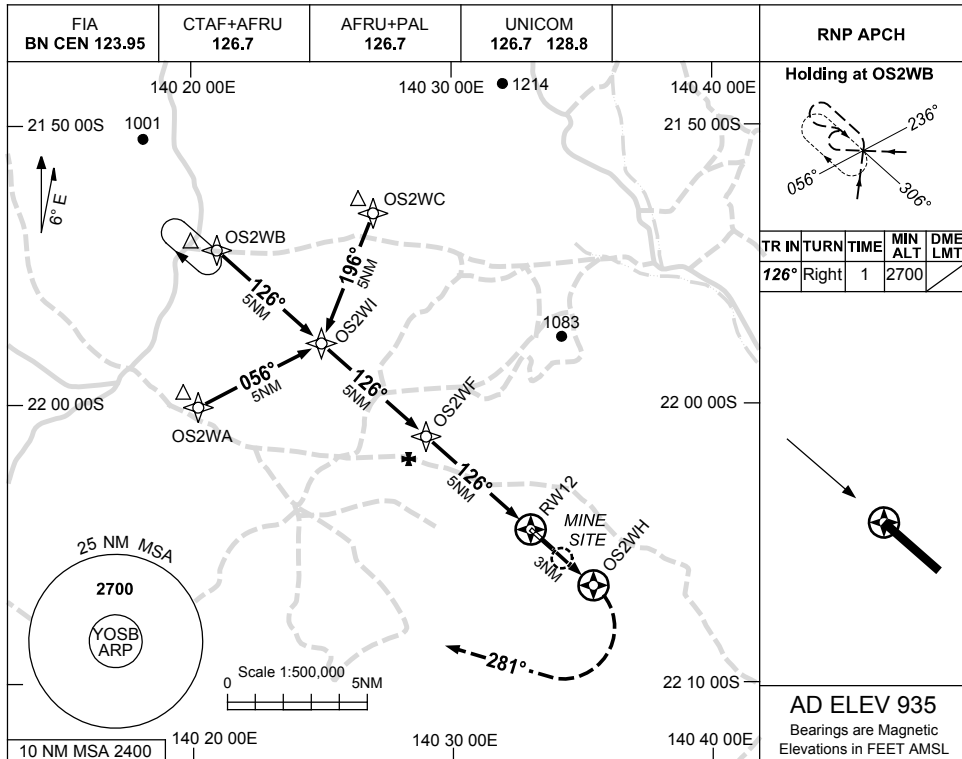 FIA
BN CEN 123.95
CTAF+AFRU
126.7
AFRU+PAL
126.7
UNICOM
126.7 128.8
RNP APCH
140 20 00E
140 30 00E
1214
140 40 00E
Holding at OS2WB
236°
056°
306°
21 50 00S
1001
21 50 00S
6° E
OS2WC
OS2WB
196°
5NM
126°
5NM
OS2WI
TR IN
TURN
TIME
MIN
ALT
DME
LMT
126°
Right
1
2700
1083
056°
5NM
126°
5NM
OS2WF
22 00 00S
22 00 00S
OS2WA
126°
5NM
RW12
MINE
SITE
3NM
OS2WH
25 NM MSA
2700
YOSB
ARP
281°
Scale 1:500,000
0
5NM
22 10 00S
AD ELEV 935
Bearings are Magnetic
Elevations in FEET AMSL
10 NM MSA 2400
140 20 00E
140 30 00E
140 40 00E